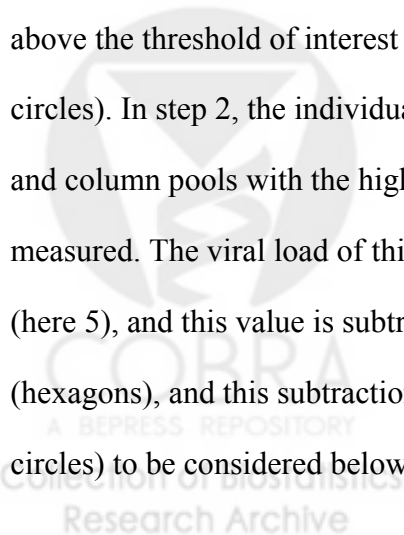 above the threshold of interest
circles). In step 2, the individua
and column pools with the high
measured. The viral load of thi
(here 5), and this value is subtr
(hexagons), and this subtraction
COBRA
A BEPRESS REPOSITORY
circles) to be considered below
Collection of Biostatistics
Research Archive